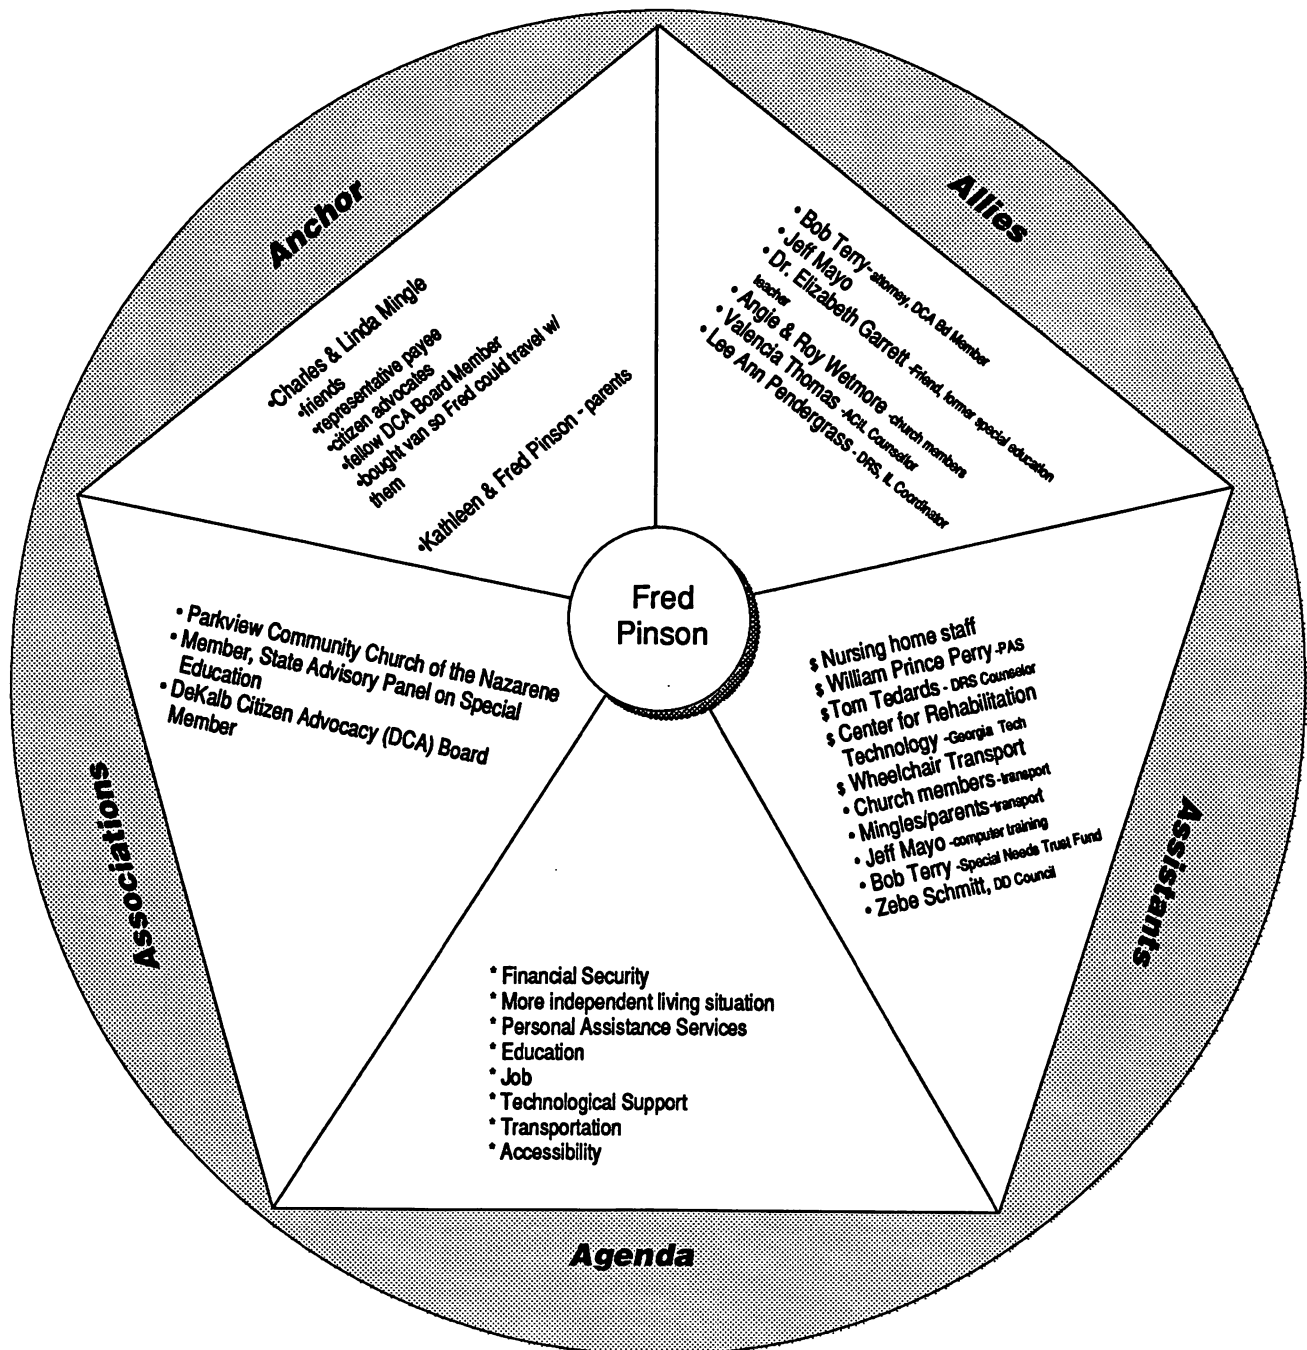 Anchor
•Charles & Linda Mingle
•friends
•representative payee
•citizen advocates
•fellow DCA Board Member
•bought van so Fred could travel w/
them
•Kathleen & Fred Pinson - parents
Allies
• Bob Terry-attorney, DCA Bd Member
• Jeff Mayo
• Dr. Elizabeth Garrett -Friend, former special education
teacher
• Angie & Roy Wetmore -church members
• Valencia Thomas -ACIL Counsellor
• Lee Ann Pendergrass - DRS, IL Coordinator
Fred
Pinson
Associations
• Parkview Community Church of the Nazarene
• Member, State Advisory Panel on Special
Education
• DeKalb Citizen Advocacy (DCA) Board
Member
Assistants
$ Nursing home staff
$ William Prince Perry -PAS
$ Tom Tedards - DRS Counselor
$ Center for Rehabilitation
Technology -Georgia Tech
$ Wheelchair Transport
• Church members-transport
• Mingles/parents-transport
• Jeff Mayo -computer training
• Bob Terry -Special Needs Trust Fund
• Zebe Schmitt, DD Council
* Financial Security
* More independent living situation
* Personal Assistance Services
* Education
* Job
* Technological Support
* Transportation
* Accessibility
Agenda